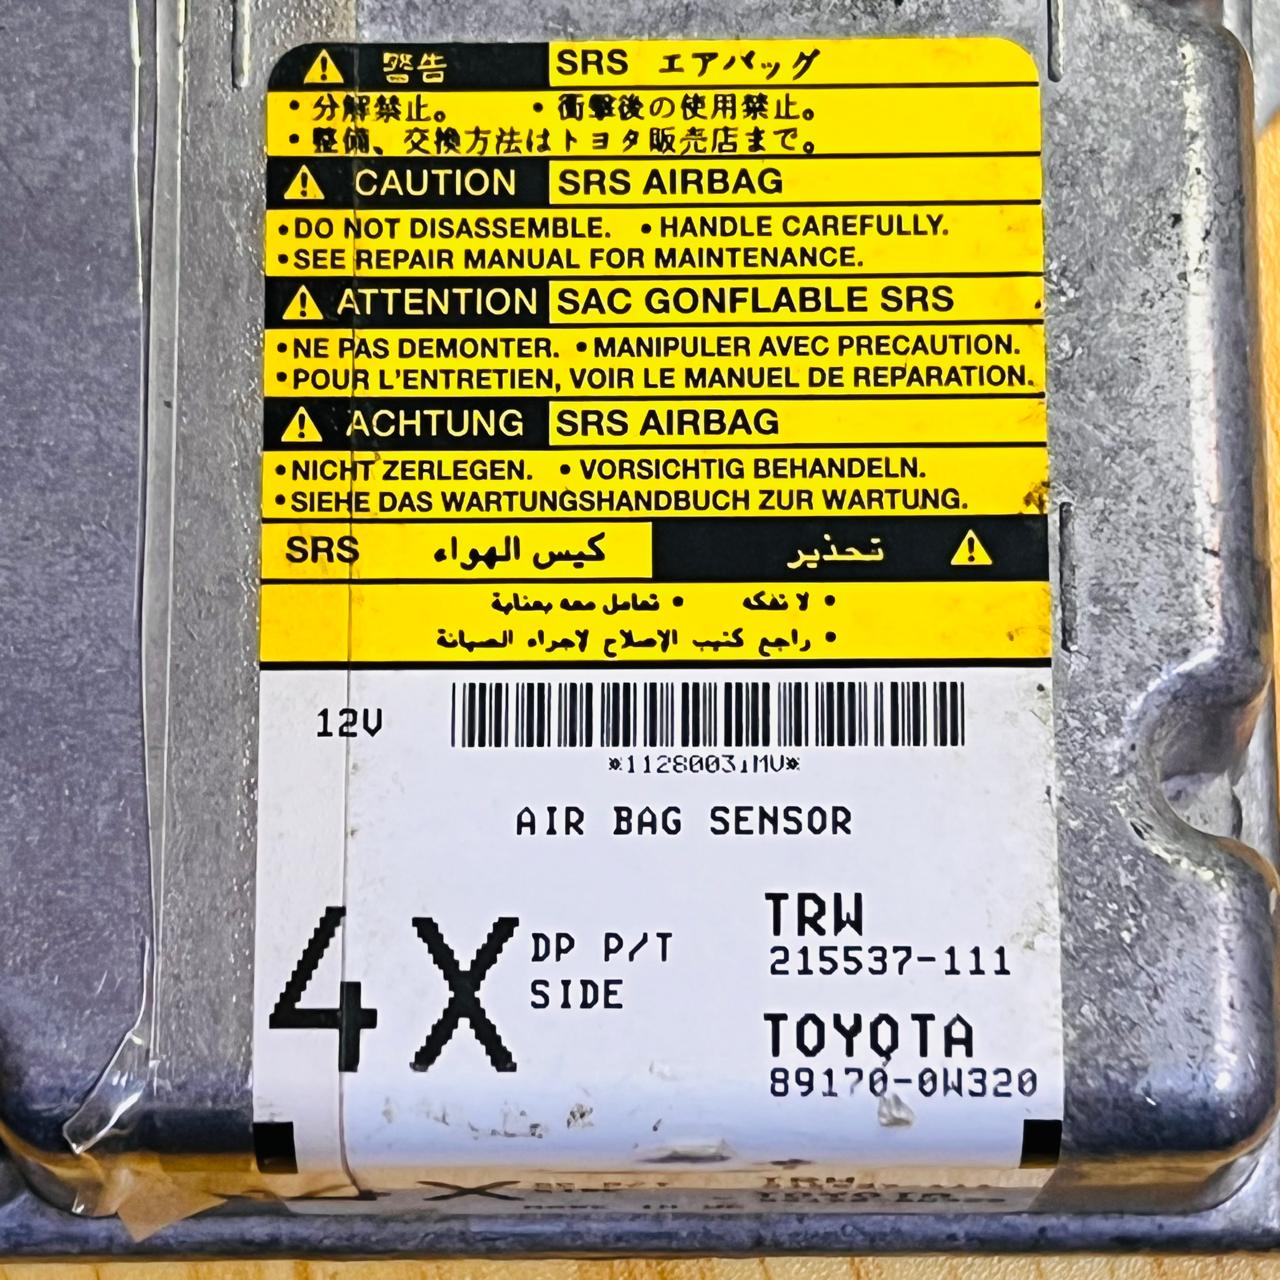 警告 SRS エアバッグ
• 分解禁止。 • 衝撃後の使用禁止。
• 整備、交換方法はトヨタ販売店まで。
CAUTION SRS AIRBAG
• DO NOT DISASSEMBLE. • HANDLE CAREFULLY.
• SEE REPAIR MANUAL FOR MAINTENANCE.
ATTENTION SAC GONFLABLE SRS
• NE PAS DEMONTER. • MANIPULER AVEC PRECAUTION.
• POUR L'ENTRETIEN, VOIR LE MANUEL DE REPARATION.
ACHTUNG SRS AIRBAG
• NICHT ZERLEGEN. • VORSICHTIG BEHANDELN.
• SIEHE DAS WARTUNGSHANDBUCH ZUR WARTUNG.
تحذير كيس الهواء SRS
• لا تفكه • تعامل معه بعناية
• راجع كتيب الإصلاح لاجراء الصيانة
12V
AIR BAG SENSOR
4X DP P/T
SIDE
TRW
215537-111
TOYOTA
89170-0W320
4X DP P/T TRW
TOYOTA